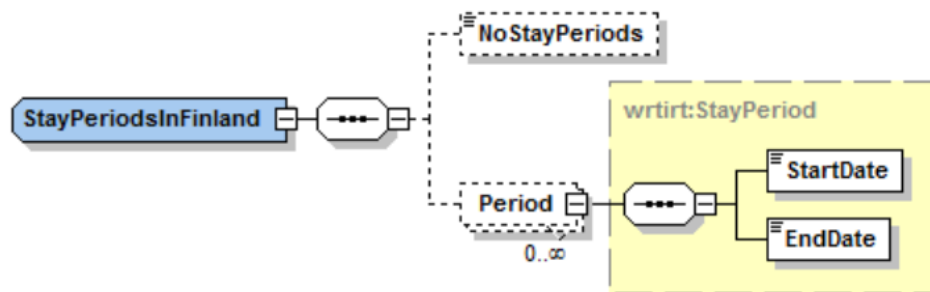 NoStayPeriods
StayPeriodsInFinland
wrtirt:StayPeriod
StartDate
Period
EndDate
0..∞